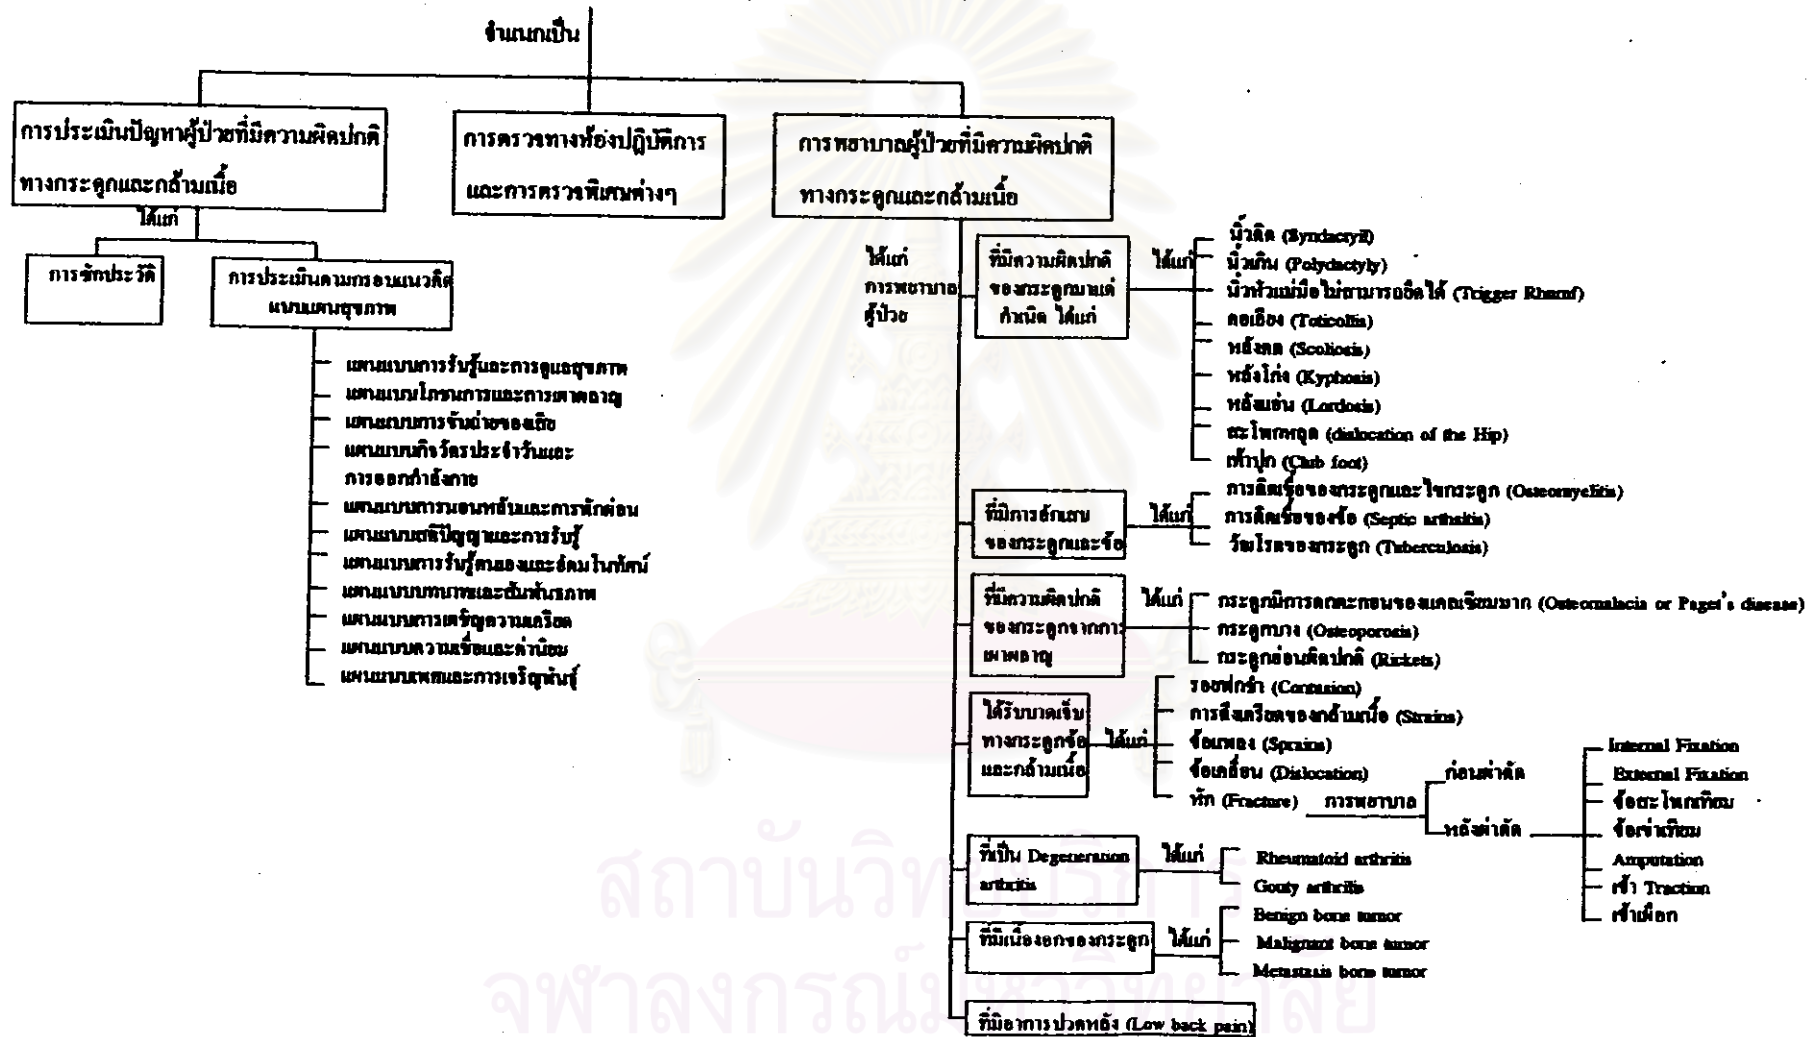 จำแนกเป็น
การประเมินปัญหาผู้ป่วยที่มีความผิดปกติ
ทางกระดูกและกล้ามเนื้อ
การตรวจทางห้องปฏิบัติการ
และการตรวจพิเศษต่างๆ
การพยาบาลผู้ป่วยที่มีความผิดปกติ
ทางกระดูกและกล้ามเนื้อ
ได้แก่
การซักประวัติ
การประเมินตามกรอบแนวคิด
แบบแผนสุขภาพ
แผนแบบการรับรู้และการดูแลสุขภาพ
แผนแบบโภชนการและการเผาผลาญ
แผนแบบการขับถ่ายของเสีย
แผนแบบกิจวัตรประจำวันและ
การออกกำลังกาย
แผนแบบการนอนหลับและการพักผ่อน
แผนแบบสติปัญญาและการรับรู้
แผนแบบการรับรู้ตนเองและอัตมโนทัศน์
แผนแบบบทบาทและสัมพันธภาพ
แผนแบบการเผชิญความเครียด
แผนแบบความเชื่อและค่านิยม
แผนแบบเพศและการเจริญพันธุ์
ได้แก่
การพยาบาล
ผู้ป่วย
ที่มีความผิดปกติ
ของกระดูกมาแต่
กำเนิด ได้แก่
ได้แก่
นิ้วติด (Syndactyli)
นิ้วเกิน (Polydactyly)
นิ้วหัวแม่มือไม่สามารถยืดได้ (Trigger Rhumf)
คอเอียง (Toticollis)
หลังคด (Scoliosis)
หลังโก่ง (Kyphosis)
หลังแอ่น (Lordosis)
สะโพกหลุด (dislocation of the Hip)
เท้าปุก (Club foot)
ที่มีการอักเสบ
ของกระดูกและข้อ
ได้แก่
การติดเชื้อของกระดูกและไขกระดูก (Osteomyelitis)
การติดเชื้อของข้อ (Septic arthsitis)
วัณโรคของกระดูก (Tuberculosis)
ที่มีความผิดปกติ
ของกระดูกจากการ
เผาผลาญ
ได้แก่
กระดูกมีการตกตะกอนของแคลเซียมมาก (Osteomalacia or Paget's disease)
กระดูกบาง (Osteoporosis)
กระดูกอ่อนผิดปกติ (Rickets)
ได้รับบาดเจ็บ
ทางกระดูกข้อ
และกล้ามเนื้อ
ได้แก่
รอยฟกช้ำ (Contusion)
การตึงเครียดของกล้ามเนื้อ (Strains)
ข้อแพลง (Sprains)
ข้อเคลื่อน (Dislocation)
หัก (Fracture) การพยาบาล
ก่อนผ่าตัด
หลังผ่าตัด
Internal Fixation
External Fixation
ข้อสะโพกเทียม
ข้อเข่าเทียม
Amputation
เข้า Traction
เข้าเฝือก
ที่เป็น Degeneration
arthritis
ได้แก่
Rheumatoid arthritis
Gouty arthritis
ที่มีเนื้องอกของกระดูก
ได้แก่
Benign bone tumor
Malignant bone tumor
Metastasis bone tumor
ที่มีอาการปวดหลัง (Low back pain)
สถาบันวิทยบริการ
จุฬาลงกรณ์มหาวิทยาลัย